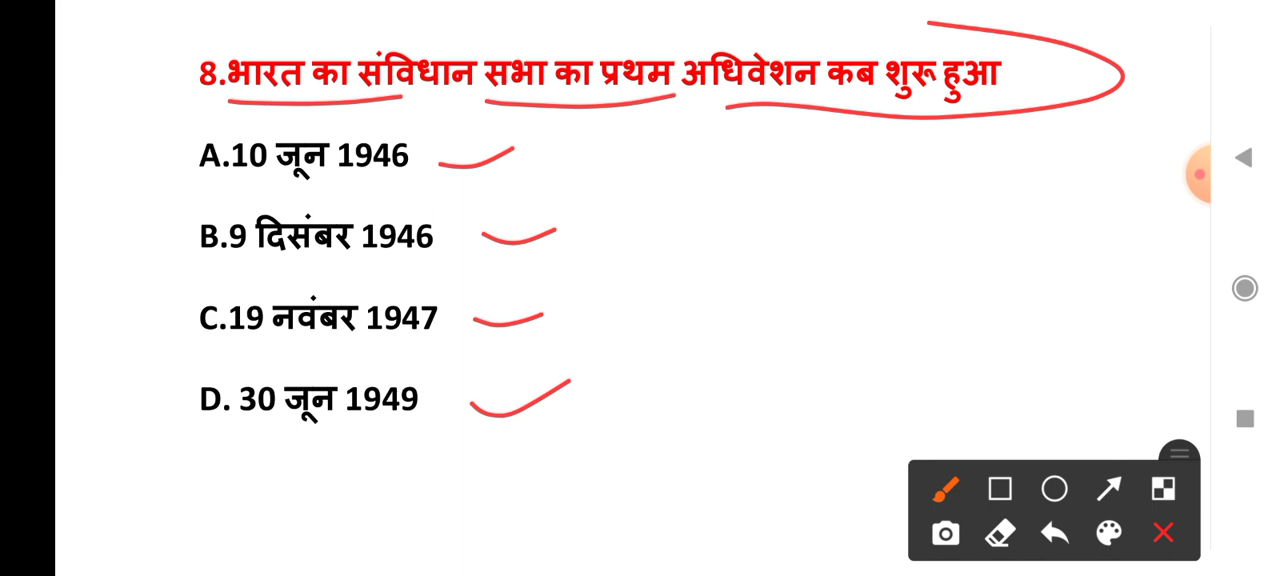 8.भारत का संविधान सभा का प्रथम अधिवेशन कब शुरू हुआ
A.10 जून 1946
B.9 दिसंबर 1946
C.19 नवंबर 1947
D. 30 जून 1949